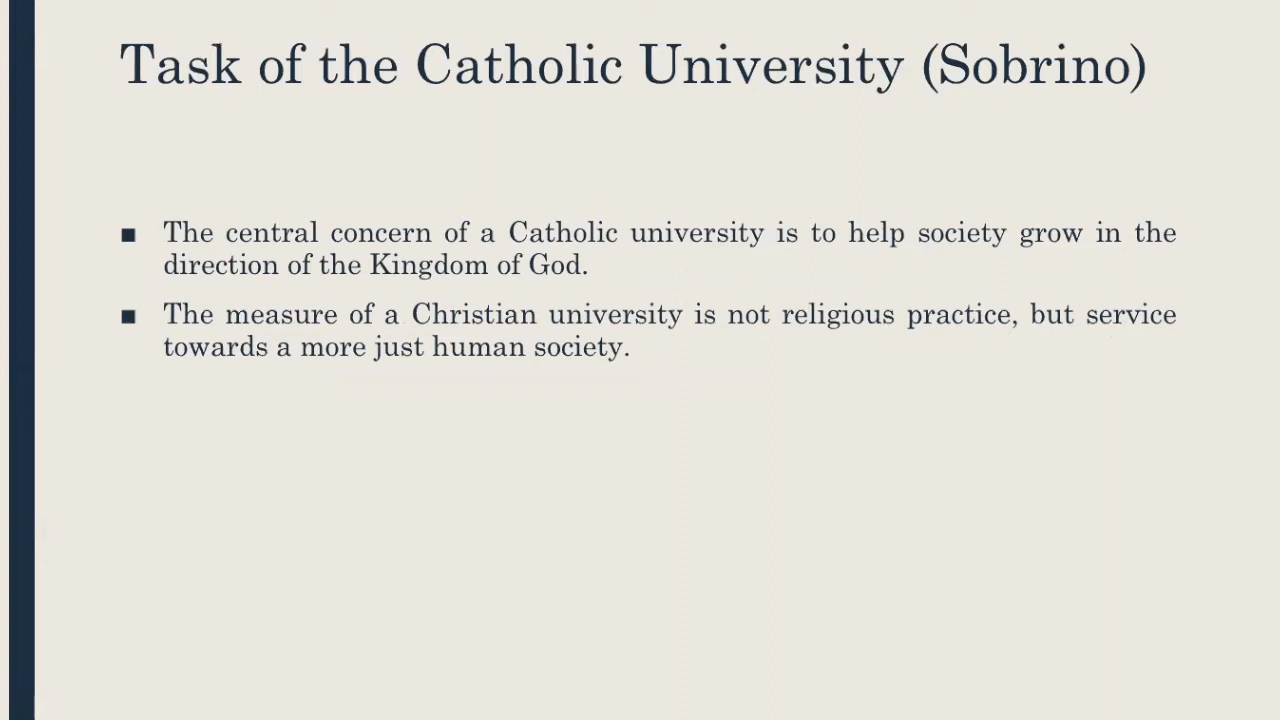 Task of the Catholic University (Sobrino)
■ The central concern of a Catholic university is to help society grow in the
direction of the Kingdom of God.
■ The measure of a Christian university is not religious practice, but service
towards a more just human society.